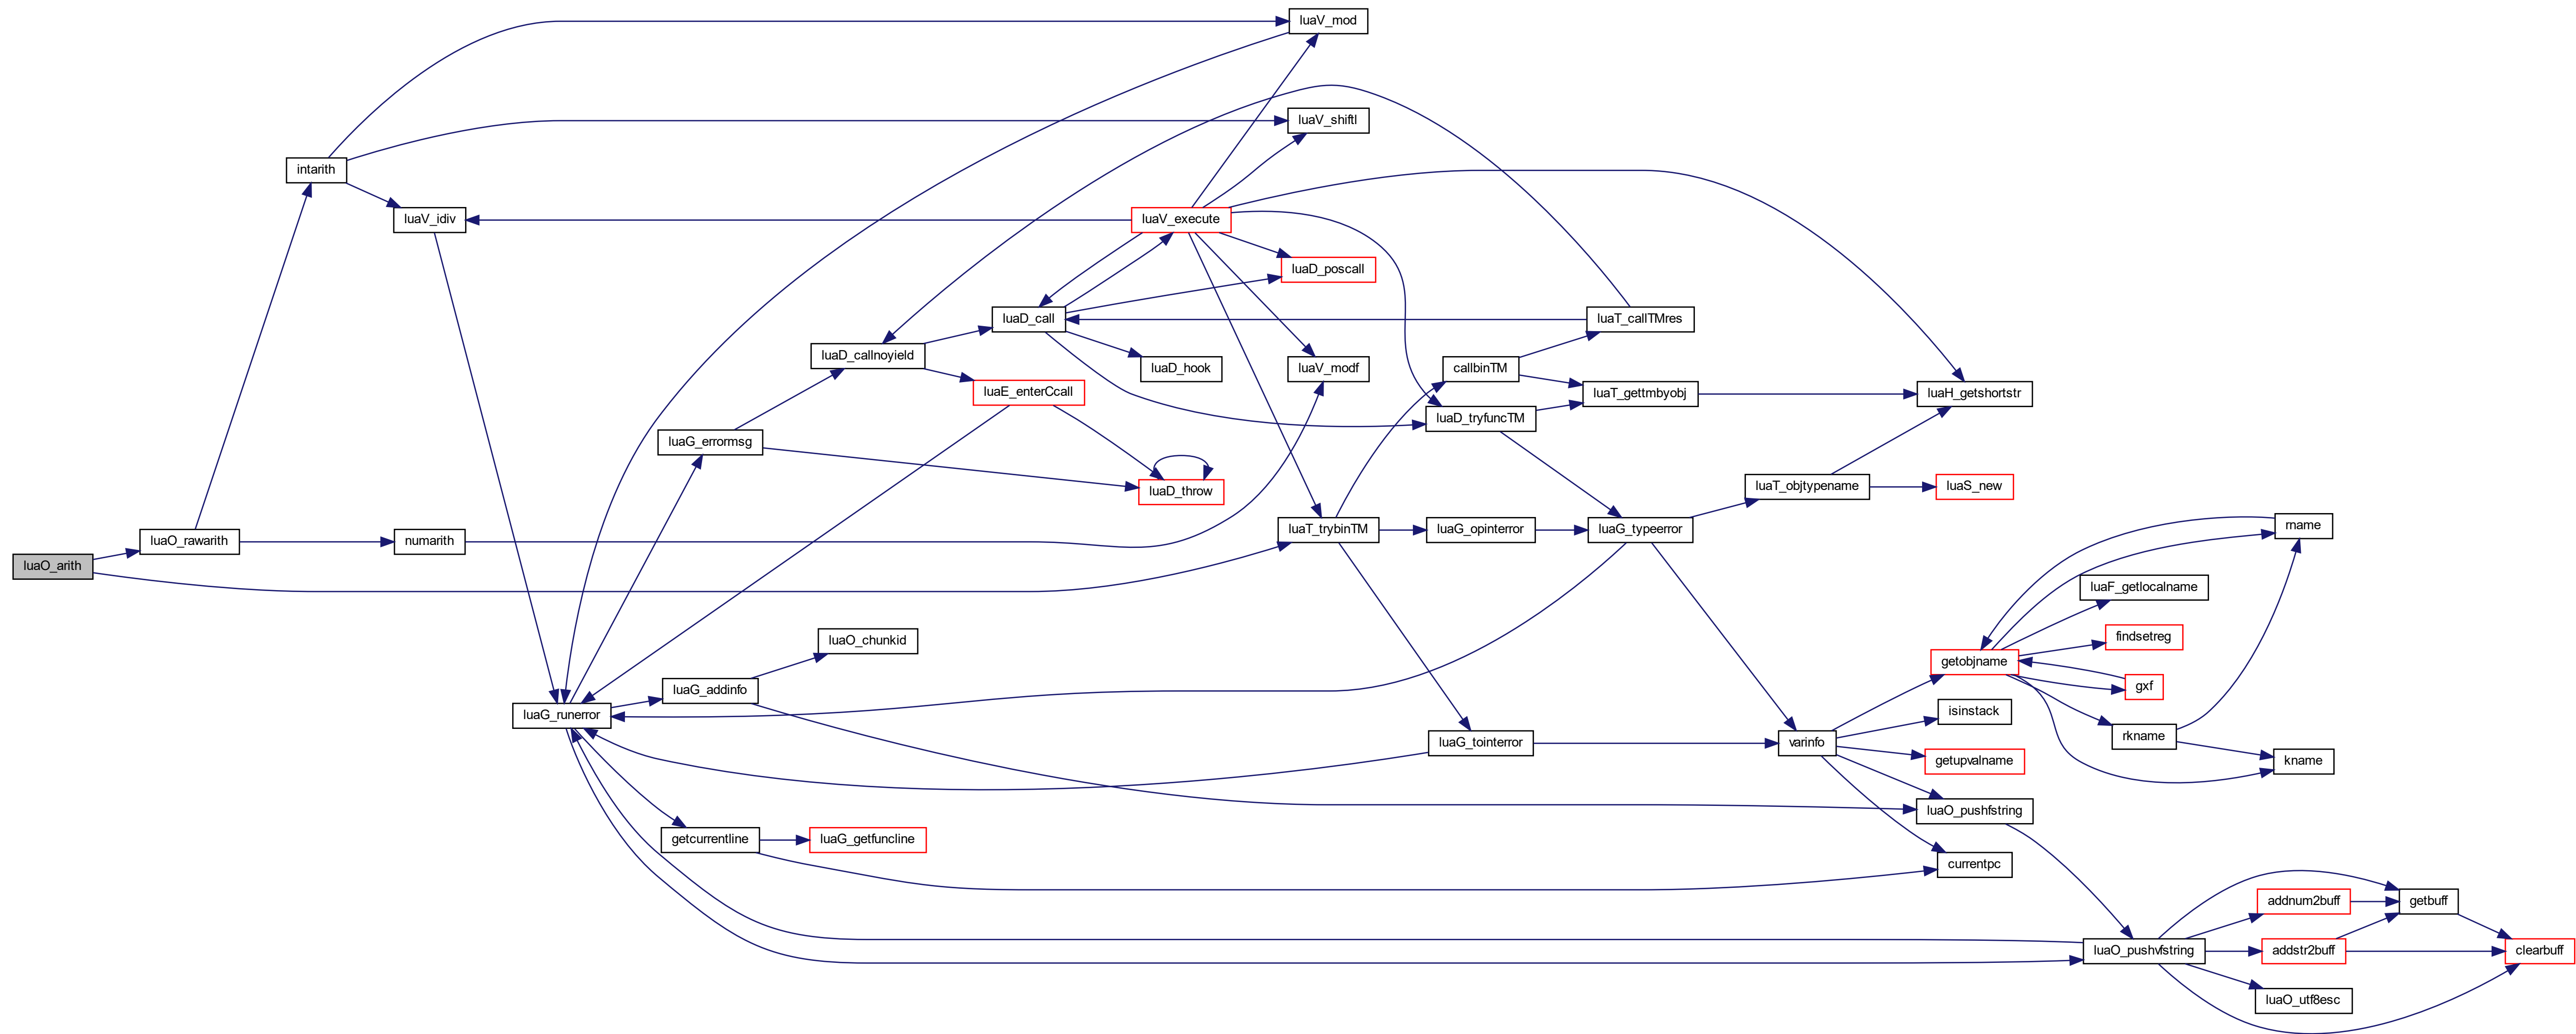 luaV_mod
luaV_shiftl
intarith
luaV_idiv
luaV_execute
luaD_poscall
luaD_call
luaT_callTMres
luaD_callnoyield
luaD_hook
luaV_modf
callbinTM
luaE_enterCcall
luaT_gettmbyobj
luaH_getshortstr
luaD_tryfuncTM
luaG_errormsg
luaD_throw
luaT_objtypename
luaS_new
luaO_rawarith
numarith
luaT_trybinTM
luaG_opinterror
luaG_typeerror
rname
luaO_arith
luaF_getlocalname
luaO_chunkid
findsetreg
getobjname
luaG_addinfo
gxf
luaG_runerror
isinstack
luaG_tointerror
varinfo
rkname
getupvalname
kname
luaO_pushfstring
getcurrentline
luaG_getfuncline
currentpc
addnum2buff
getbuff
luaO_pushvfstring
addstr2buff
clearbuff
luaO_utf8esc